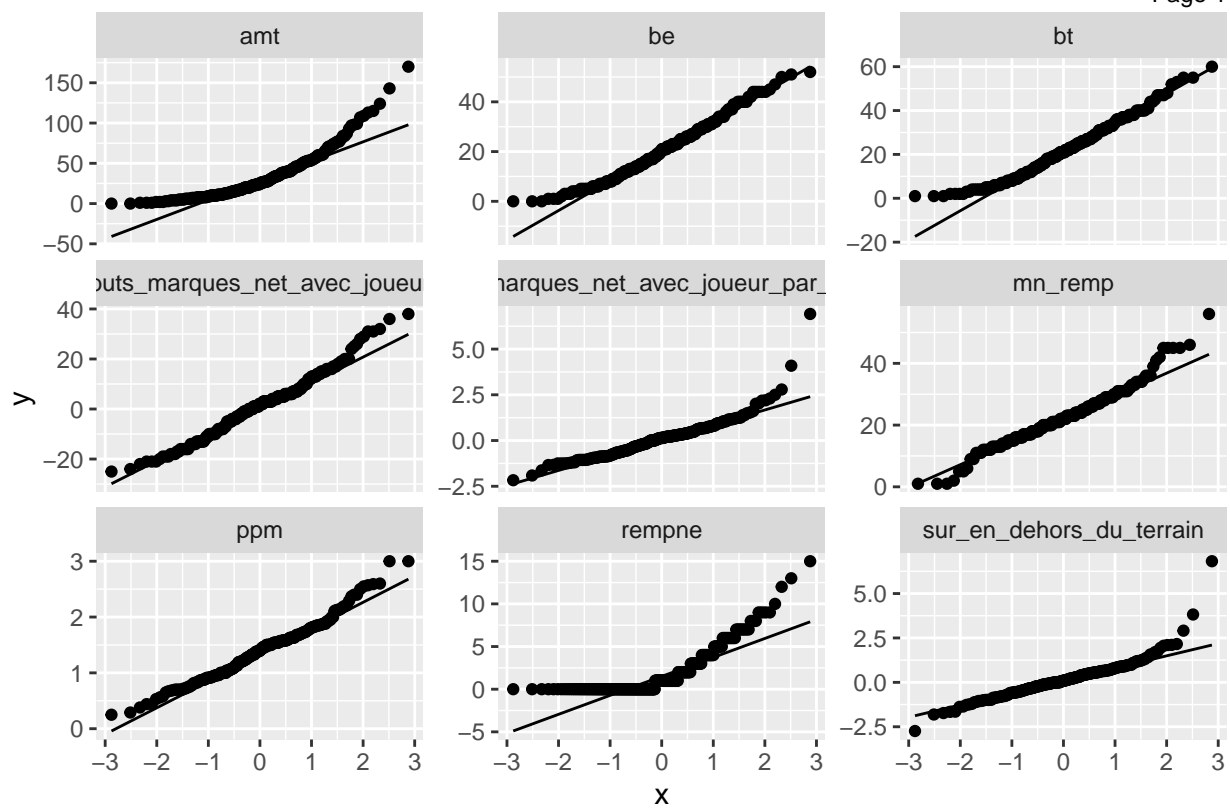 Page 1
amt
be
bt
150
100
50
0
−50
40
20
0
60
40
20
0
−20
outs_marques_net_avec_joueu
marques_net_avec_joueur_par_
mn_remp
40
20
0
−20
5.0
2.5
0.0
−2.5
40
20
0
y
ppm
rempne
sur_en_dehors_du_terrain
3
2
1
0
15
10
5
0
−5
5.0
2.5
0.0
−2.5
−3 −2 −1 0 1 2 3
−3 −2 −1 0 1 2 3
−3 −2 −1 0 1 2 3
x